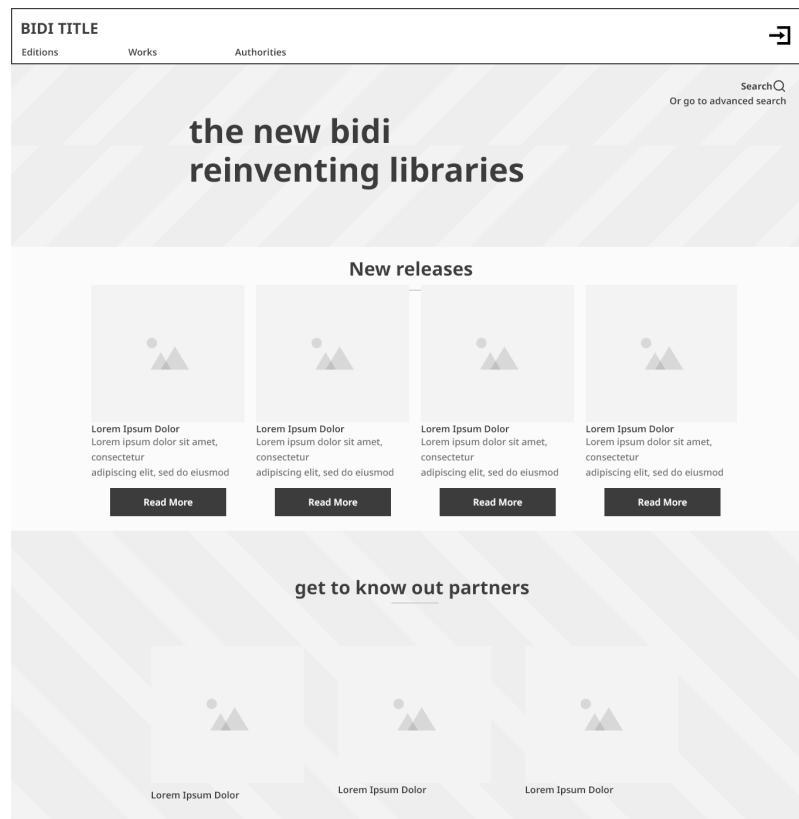 BIDI TITLE
Editions Works Authorities
Search
Or go to advanced search
the new bidi
reinventing libraries
New releases
Lorem Ipsum Dolor
Lorem ipsum dolor sit amet,
consectetur
adipiscing elit, sed do eiusmod
Read More
Lorem Ipsum Dolor
Lorem ipsum dolor sit amet,
consectetur
adipiscing elit, sed do eiusmod
Read More
Lorem Ipsum Dolor
Lorem ipsum dolor sit amet,
consectetur
adipiscing elit, sed do eiusmod
Read More
Lorem Ipsum Dolor
Lorem ipsum dolor sit amet,
consectetur
adipiscing elit, sed do eiusmod
Read More
get to know out partners
Lorem Ipsum Dolor
Lorem Ipsum Dolor
Lorem Ipsum Dolor